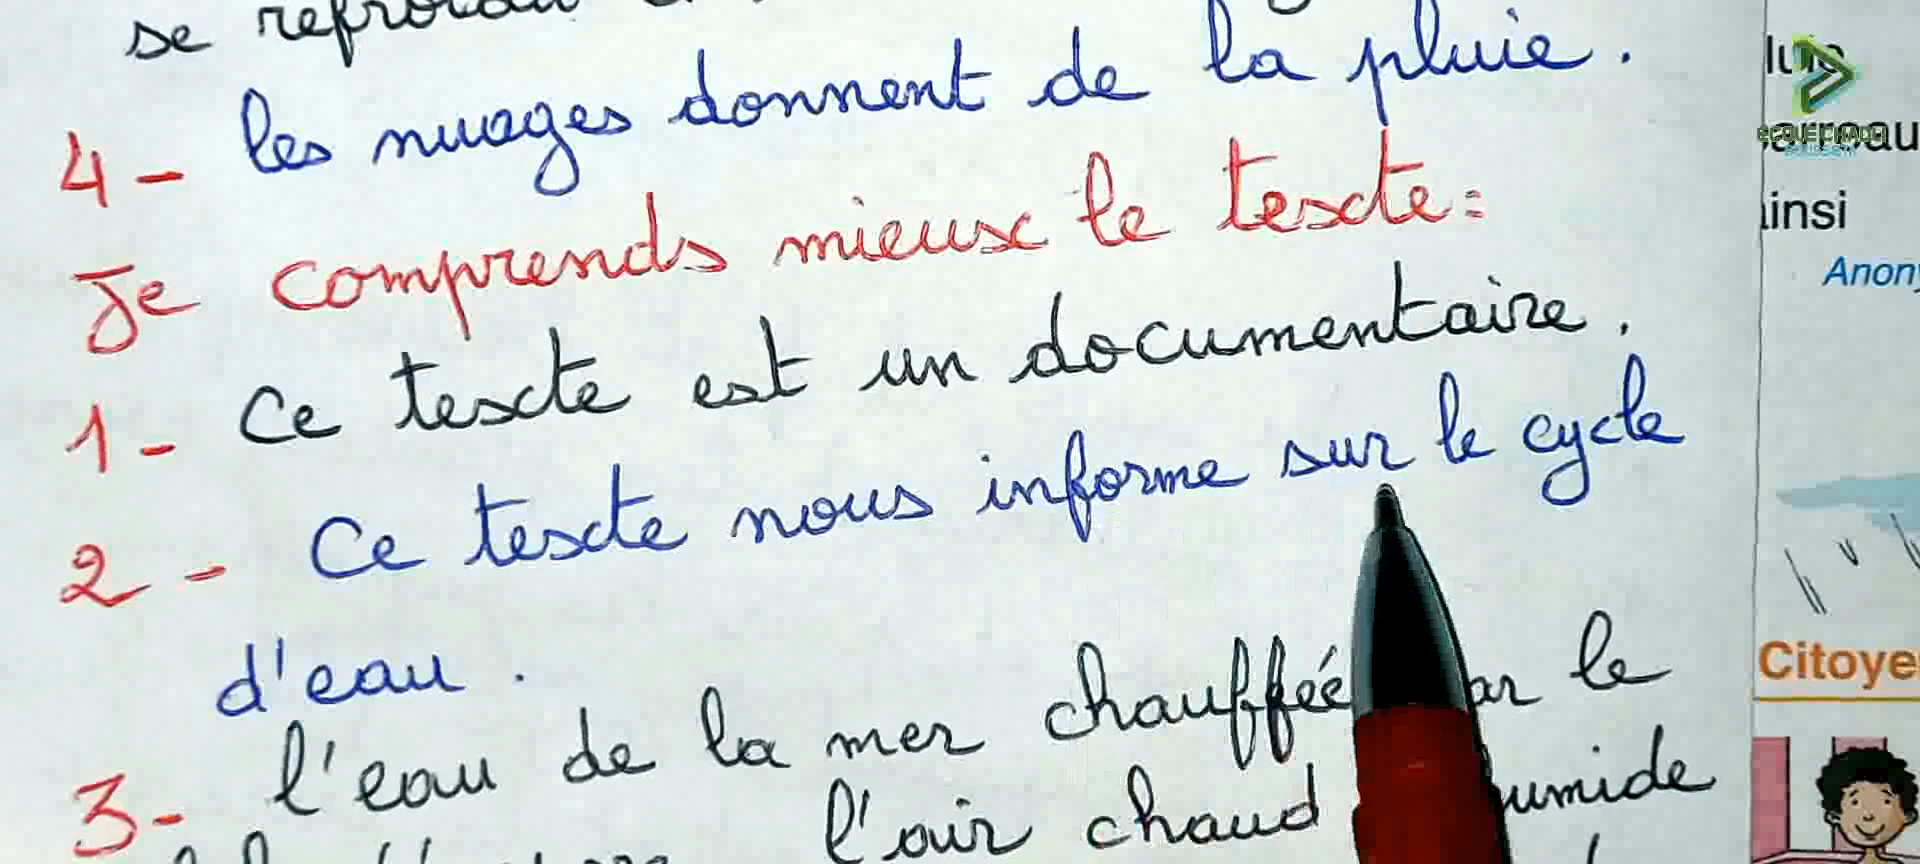 se
4- les nuages donnent de la pluie.
Je comprends mieux le texte:
1- Ce texte est un documentaire.
2- Ce texte nous informe sur le cycle
d'eau.
3- l'eau de la mer chauffée par le
l'air chaud
ainsi
Citoye